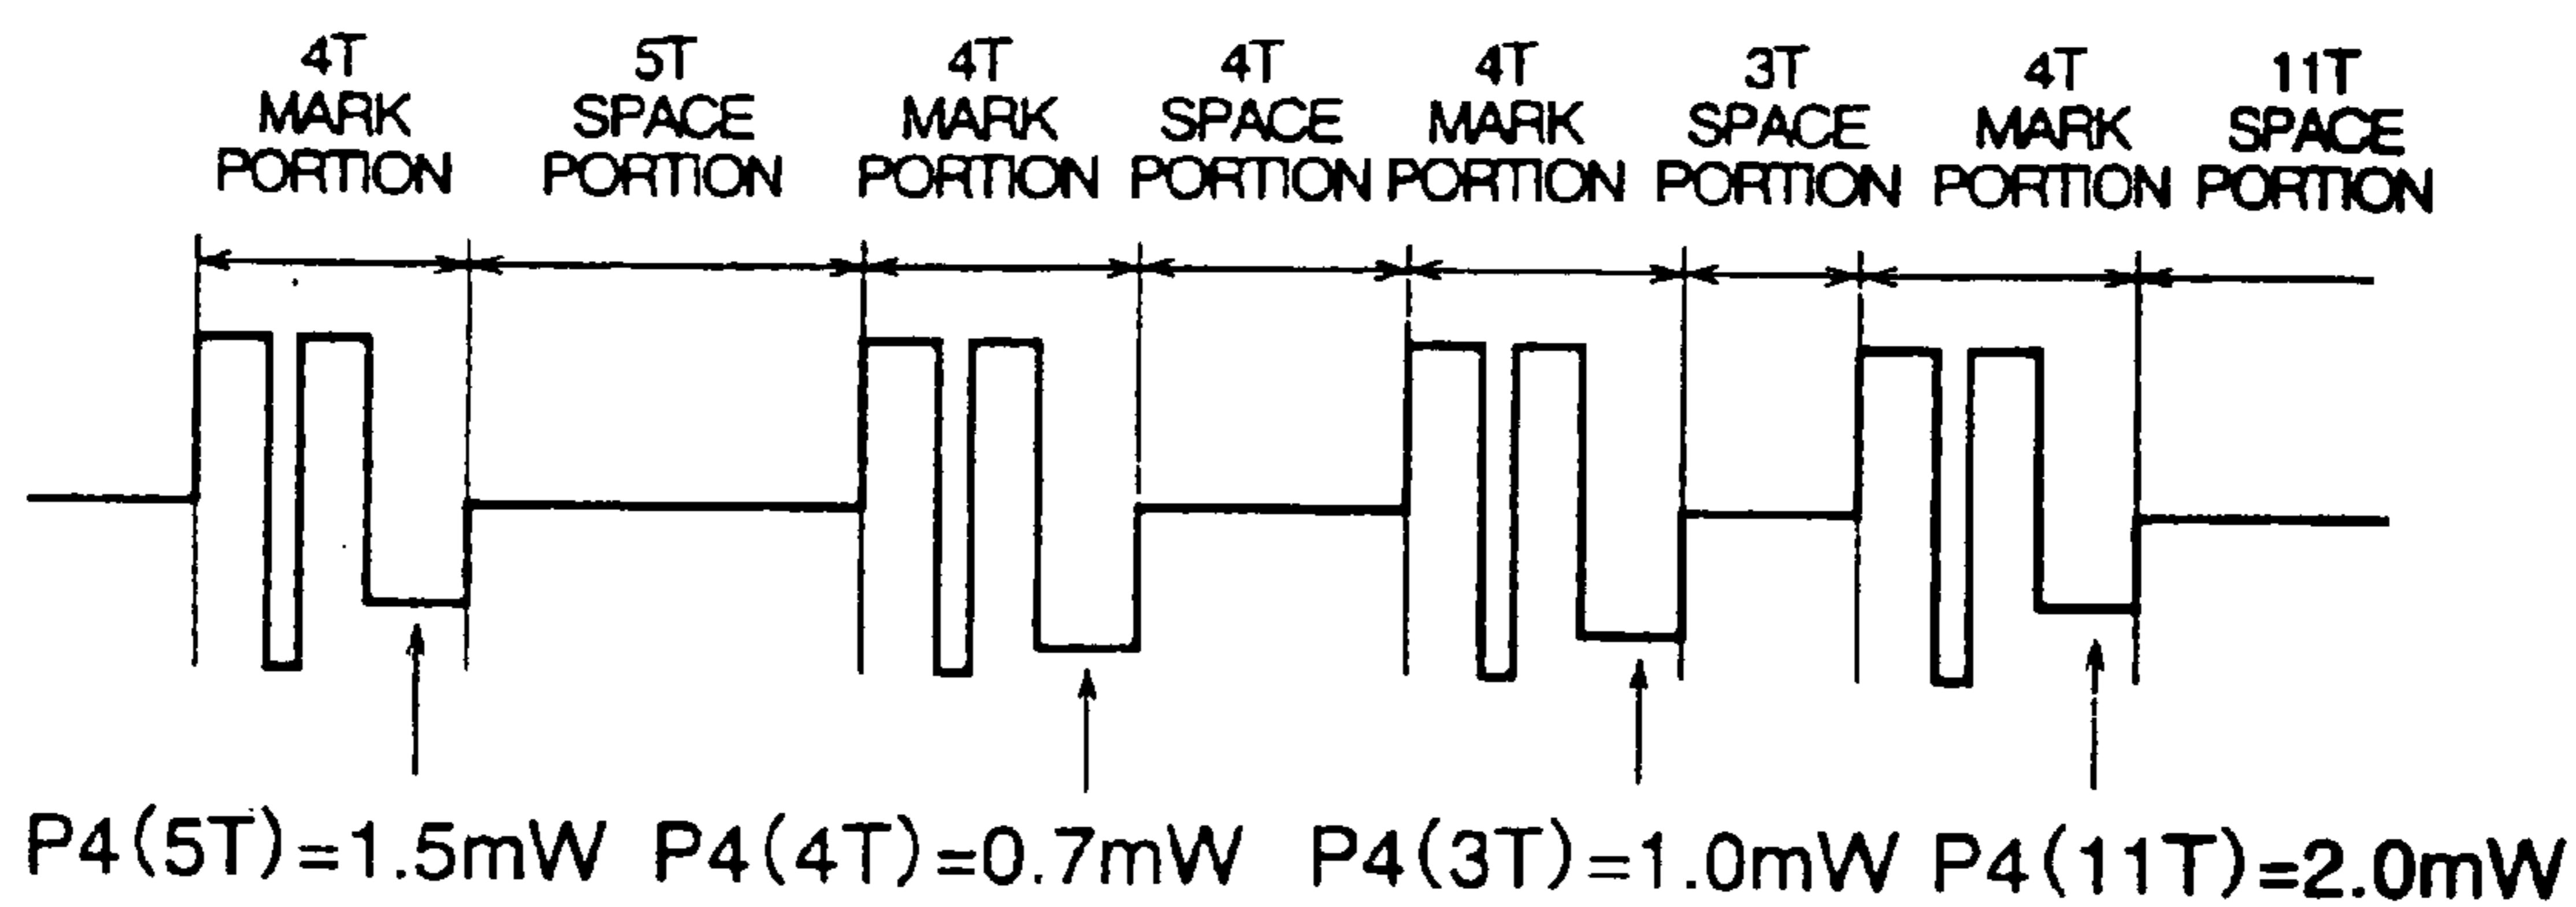 4T
MARK
PORTION
5T
SPACE
PORTION
4T
MARK
PORTION
4T
SPACE
PORTION
4T
MARK
PORTION
3T
SPACE
PORTION
4T
MARK
PORTION
11T
SPACE
PORTION
P4(5T)=1.5mW
P4(4T)=0.7mW
P4(3T)=1.0mW
P4(11T)=2.0mW